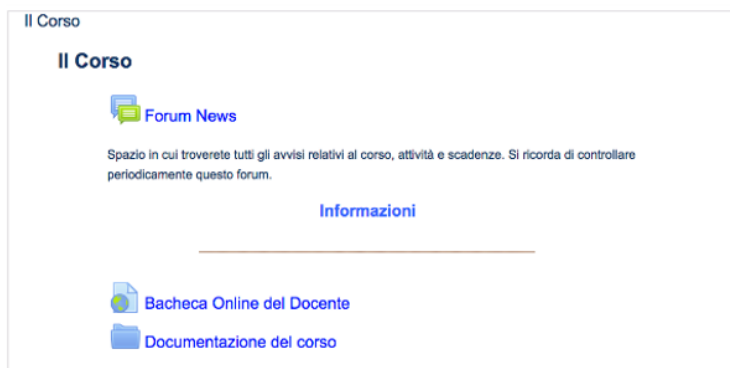 Il Corso
Il Corso
Forum News
Spazio in cui troverete tutti gli avvisi relativi al corso, attività e scadenze. Si ricorda di controllare
periodicamente questo forum.
Informazioni
Bacheca Online del Docente
Documentazione del corso